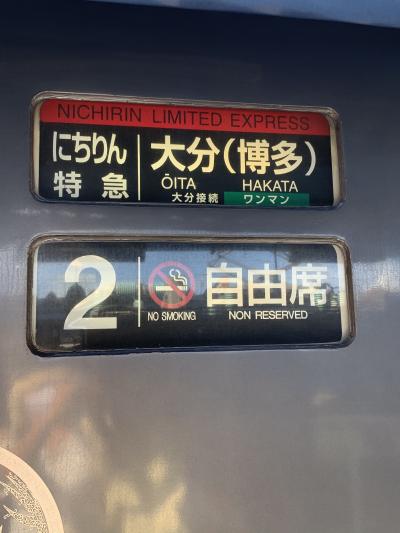 NICHIRIN LIMITED EXPRESS
にちりん 大分(博多)
特急 ŌITA HAKATA
大分接続 ワンマン
2 自由席
NO SMOKING NON RESERVED